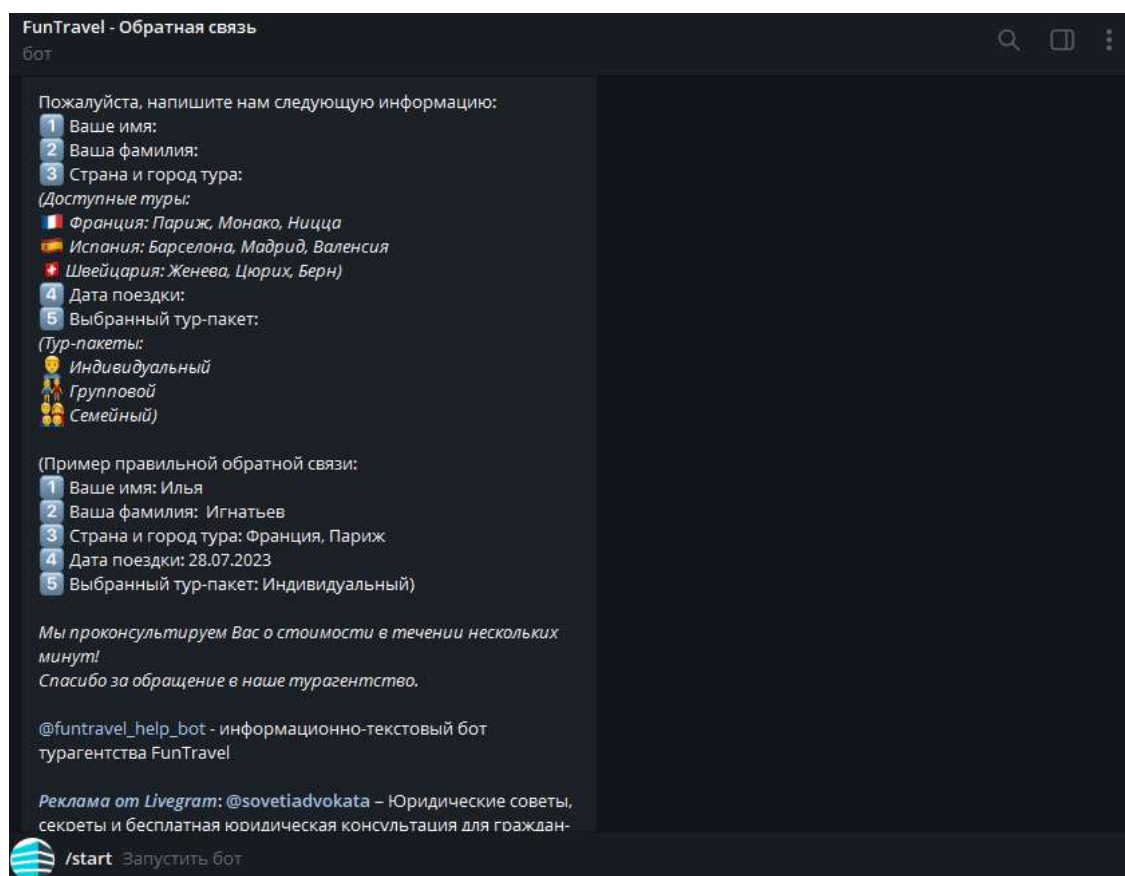 FunTravel - Обратная связь
бот
Пожалуйста, напишите нам следующую информацию:
1 Ваше имя:
2 Ваша фамилия:
3 Страна и город тура:
(Доступные туры:
🇫🇷 Франция: Париж, Монако, Ницца
🇪🇸 Испания: Барселона, Мадрид, Валенсия
🇨🇭 Швейцария: Женева, Цюрих, Берн)
4 Дата поездки:
5 Выбранный тур-пакет:
(Тур-пакеты:
Индивидуальный
Групповой
Семейный)
(Пример правильной обратной связи:
1 Ваше имя: Илья
2 Ваша фамилия: Игнатьев
3 Страна и город тура: Франция, Париж
4 Дата поездки: 28.07.2023
5 Выбранный тур-пакет: Индивидуальный)
Мы проконсультируем Вас о стоимости в течении нескольких
минут!
Спасибо за обращение в наше турагентство.
@funtravel_help_bot - информационно-текстовый бот
турагентства FunTravel
Реклама от Livegram: @sovetiadvokata – Юридические советы,
секреты и бесплатная юридическая консультация для граждан-
/start Запустить бот